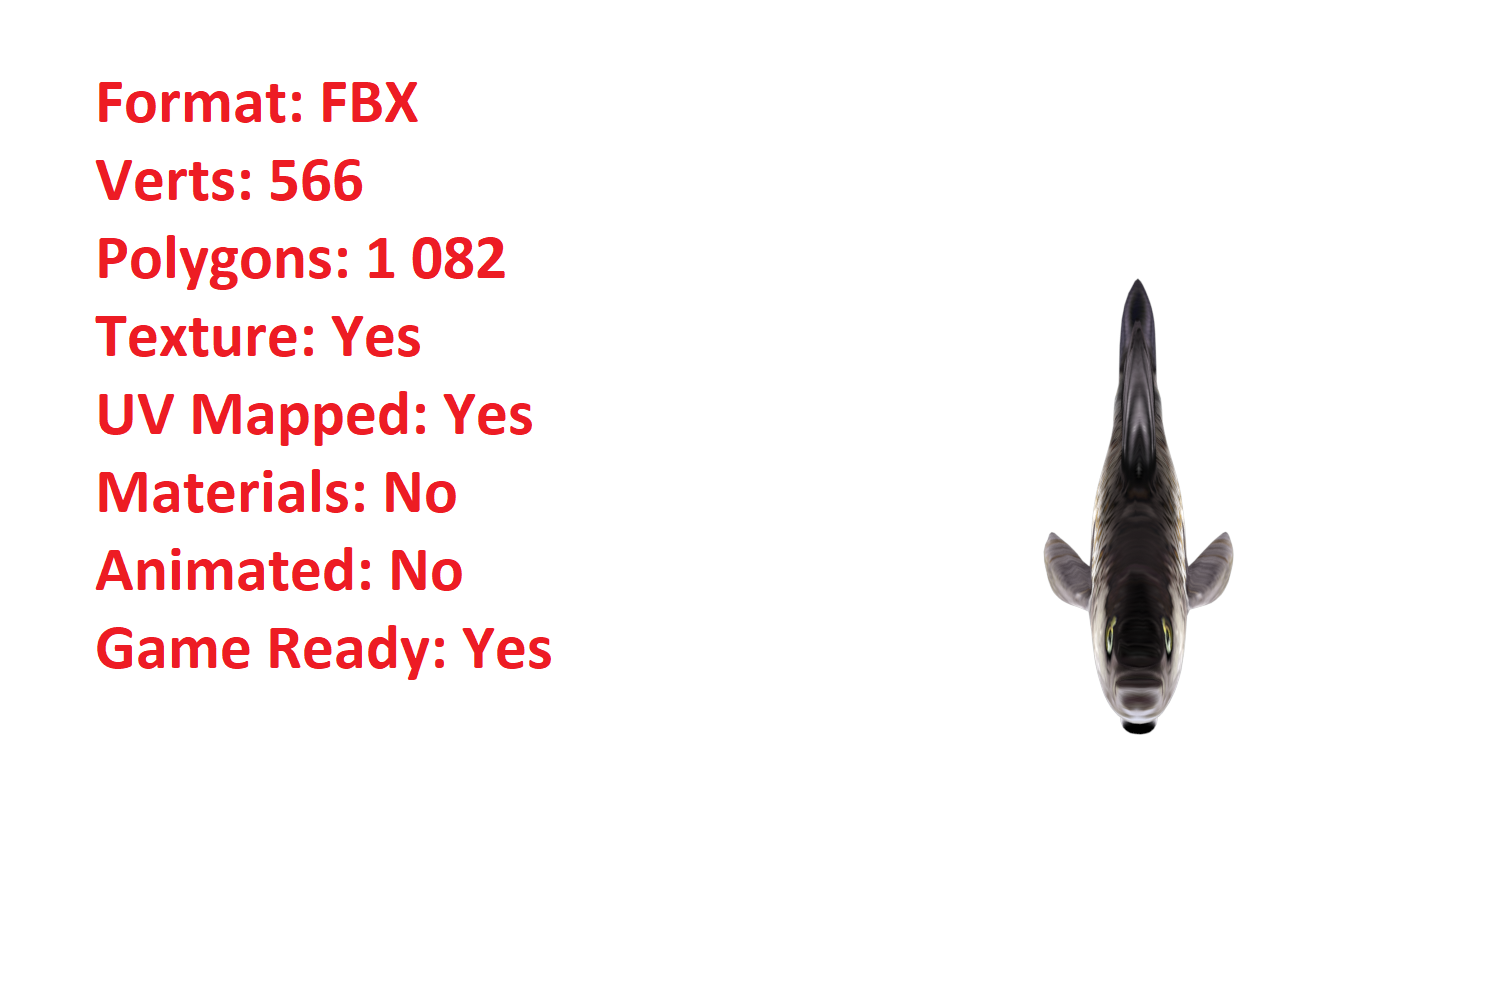 Format: FBX
Verts: 566
Polygons: 1 082
Texture: Yes
UV Mapped: Yes
Materials: No
Animated: No
Game Ready: Yes